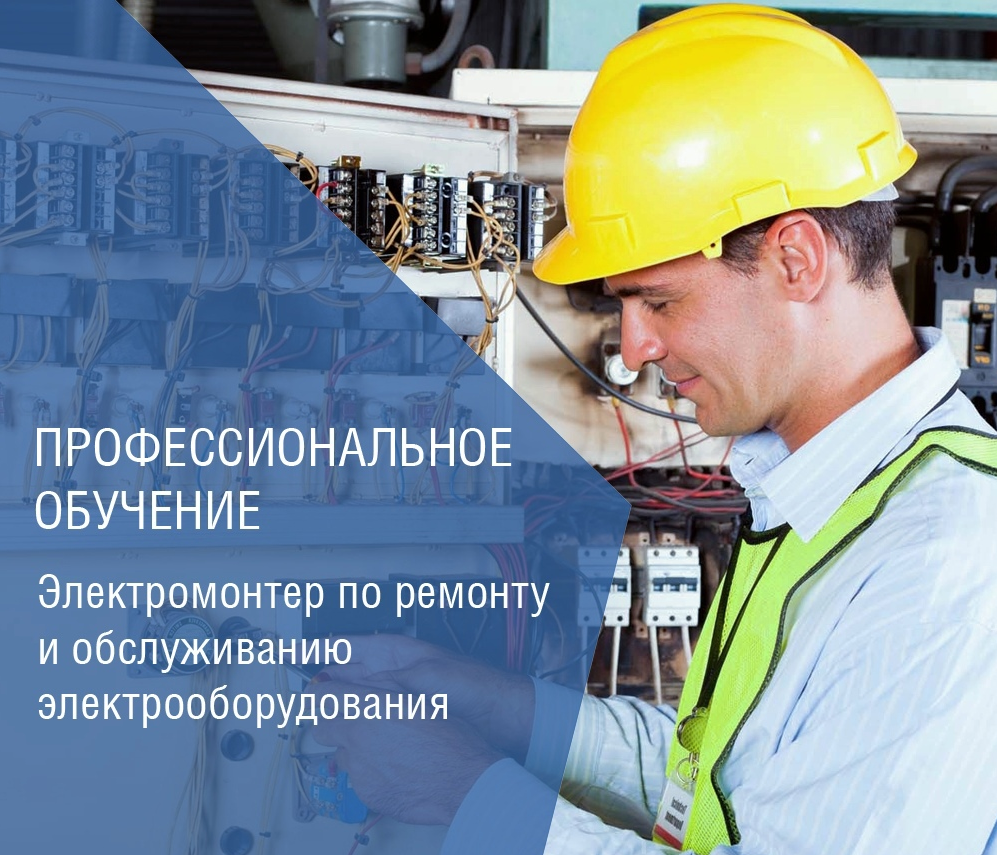 ПРОФЕССИОНАЛЬНОЕ
ОБУЧЕНИЕ
Электромонтер по ремонту
и обслуживанию
электрооборудования